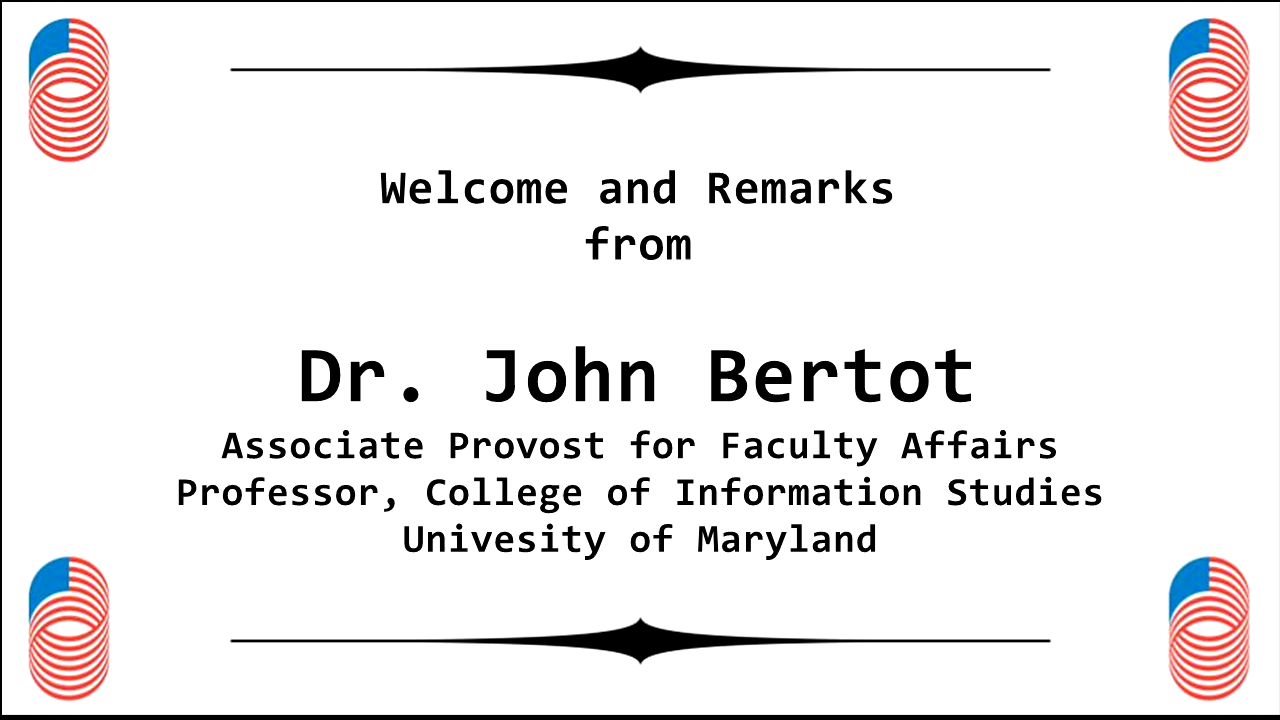 Welcome and Remarks
from
Dr. John Bertot
Associate Provost for Faculty Affairs
Professor, College of Information Studies
Univesity of Maryland